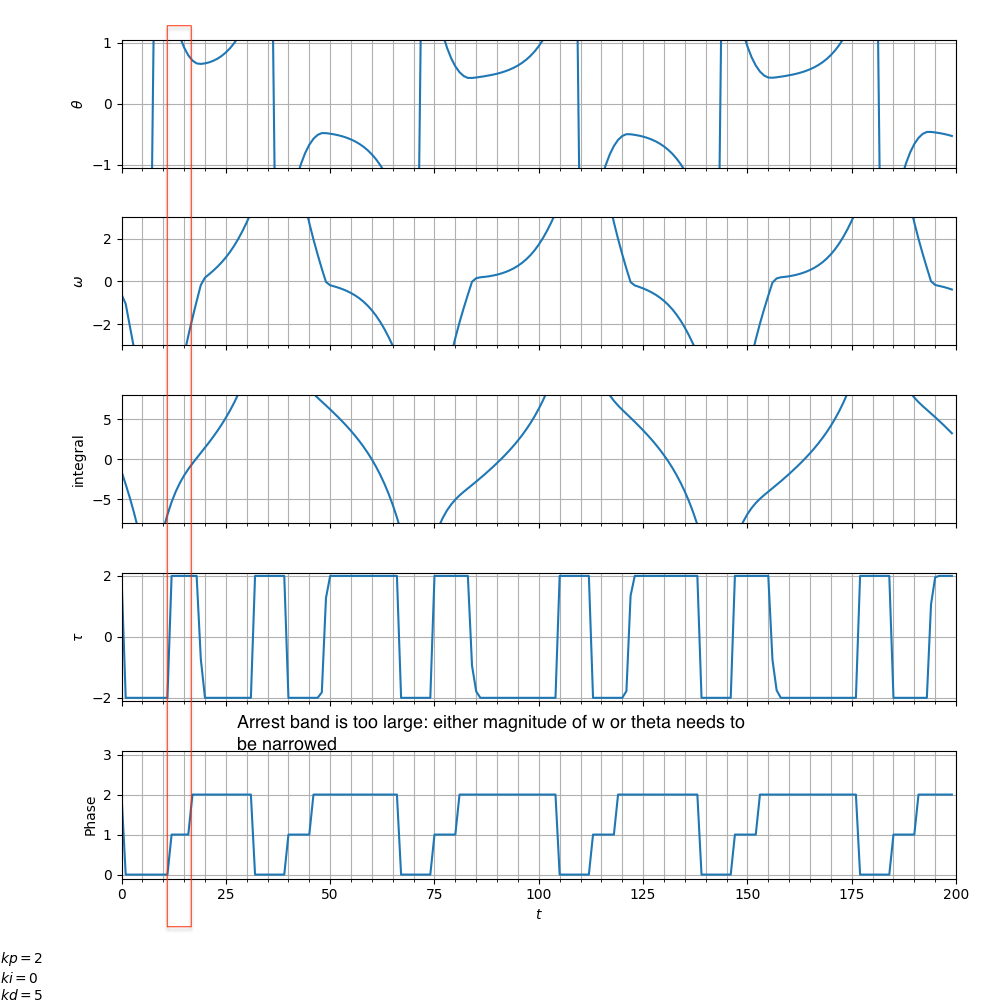 θ
1
0
−1
ω
2
0
−2
integral
5
0
−5
τ
2
0
−2
Arrest band is too large: either magnitude of w or theta needs to
be narrowed
Phase
3
2
1
0
0 25 50 75 100 125 150 175 200
t
kp = 2
ki = 0
kd = 5